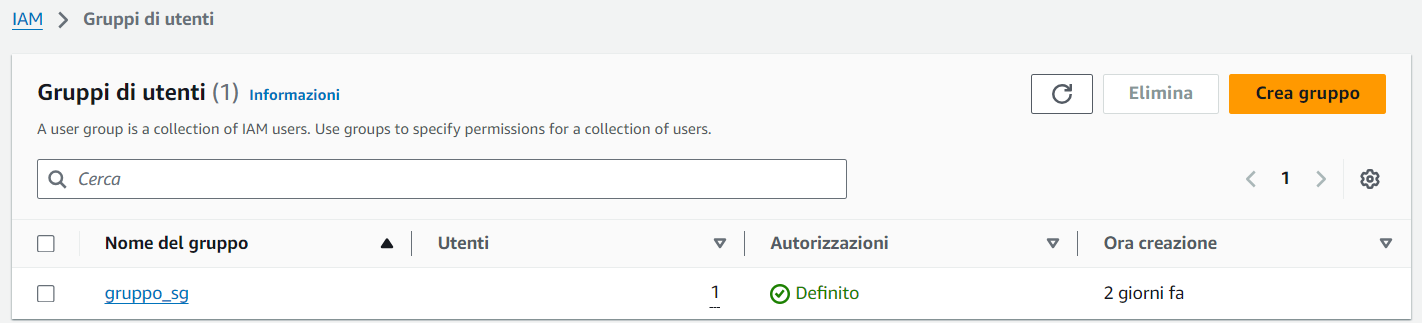 IAM > Gruppi di utenti
Gruppi di utenti (1) Informazioni
Elimina
Crea gruppo
A user group is a collection of IAM users. Use groups to specify permissions for a collection of users.
Cerca
1
Nome del gruppo Utenti Autorizzazioni Ora creazione
gruppo_sg 1 Definito 2 giorni fa